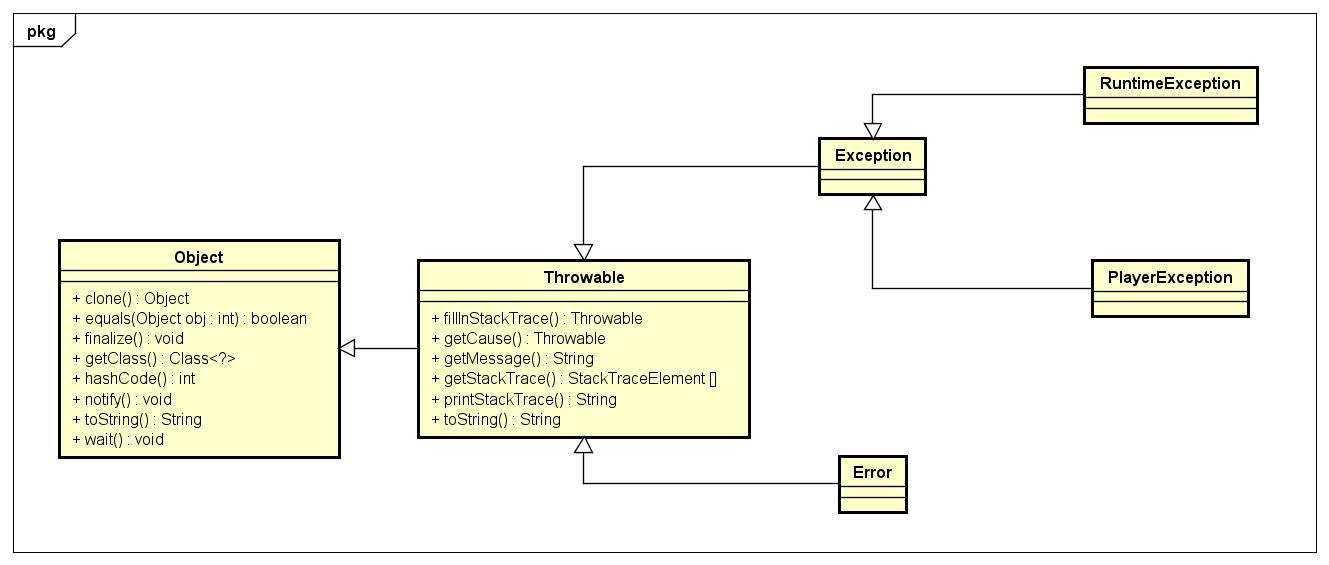 pkg
RuntimeException
Exception
Object
+ clone() : Object
+ equals(Object obj : int) : boolean
+ finalize() : void
+ getClass() : Class<?>
+ hashCode() : int
+ notify() : void
+ toString() : String
+ wait() : void
Throwable
+ fillInStackTrace() : Throwable
+ getCause() : Throwable
+ getMessage() : String
+ getStackTrace() : StackTraceElement []
+ printStackTrace() : String
+ toString() : String
PlayerException
Error